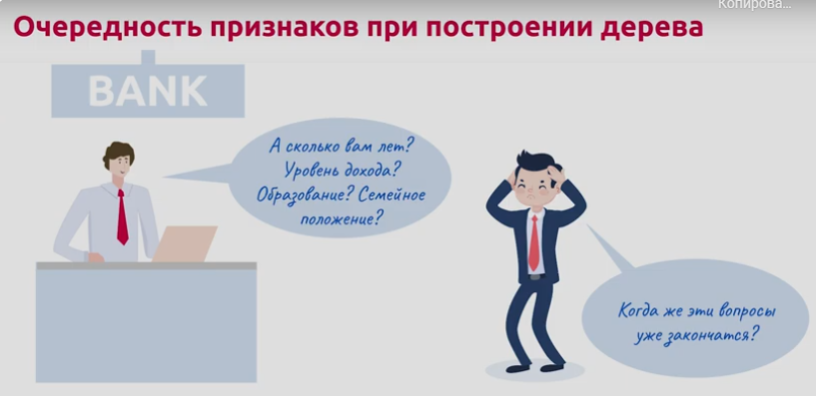 Копирова...
Очередность признаков при построении дерева
BANK
А сколько вам лет?
Уровень дохода?
Образование? Семейное
положение?
Когда же эти вопросы
уже закончатся?